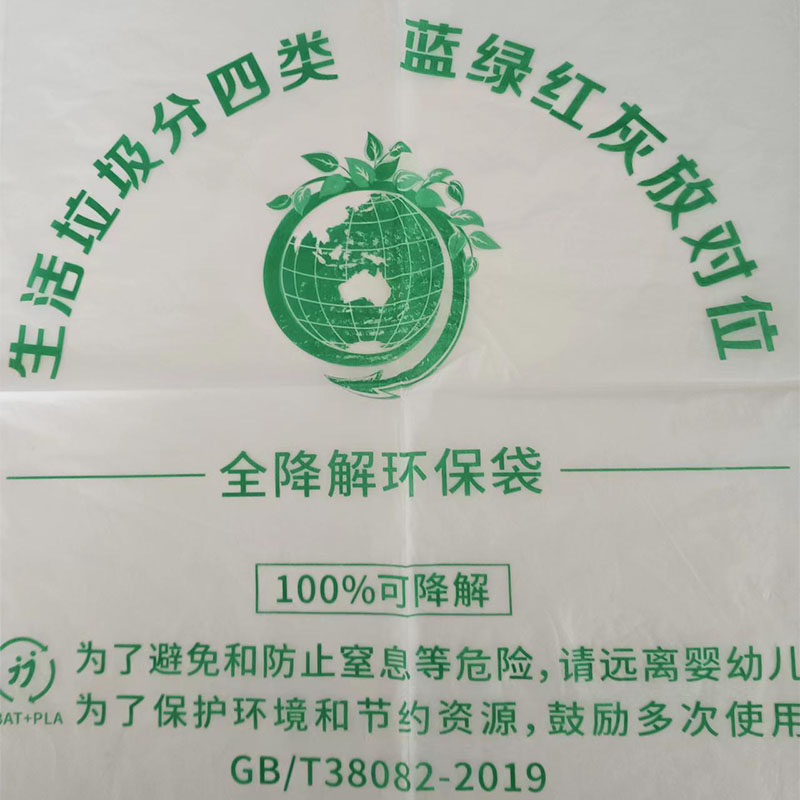 生活垃圾分四类 蓝绿红灰放对位
全降解环保袋
100%可降解
jj
为了避免和防止窒息等危险,请远离婴幼儿
BAT+PLA
为了保护环境和节约资源,鼓励多次使用
GB/T38082-2019